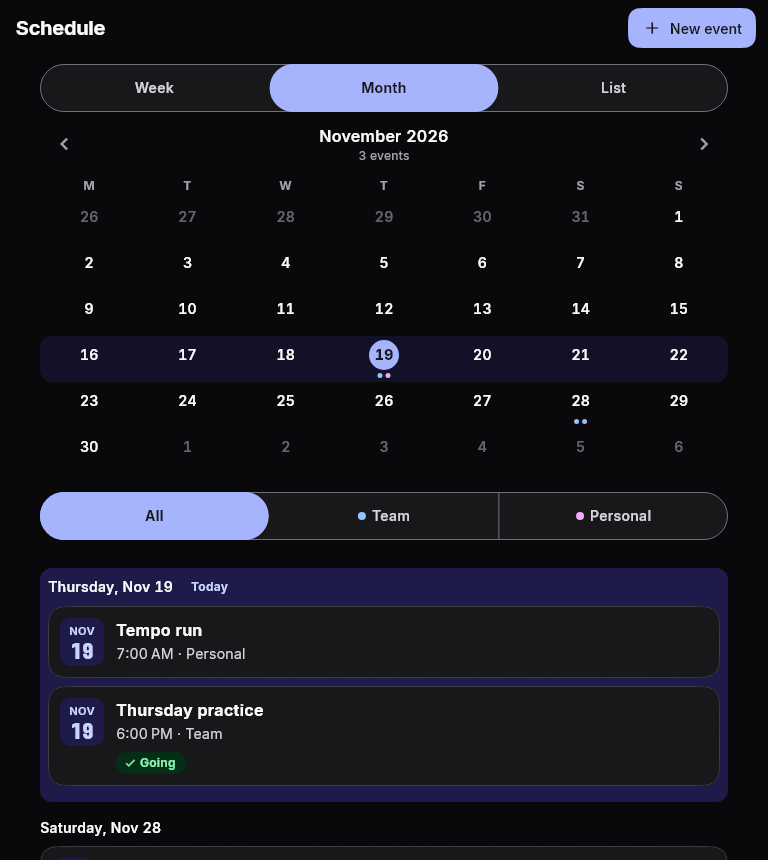 Schedule
New event
Week Month List
November 2026
3 events
M T W T F S S
26 27 28 29 30 31 1
2 3 4 5 6 7 8
9 10 11 12 13 14 15
16 17 18 19 20 21 22
23 24 25 26 27 28 29
30 1 2 3 4 5 6
All Team Personal
Thursday, Nov 19 Today
NOV
19
Tempo run
7:00 AM · Personal
NOV
19
Thursday practice
6:00 PM · Team
Going
Saturday, Nov 28